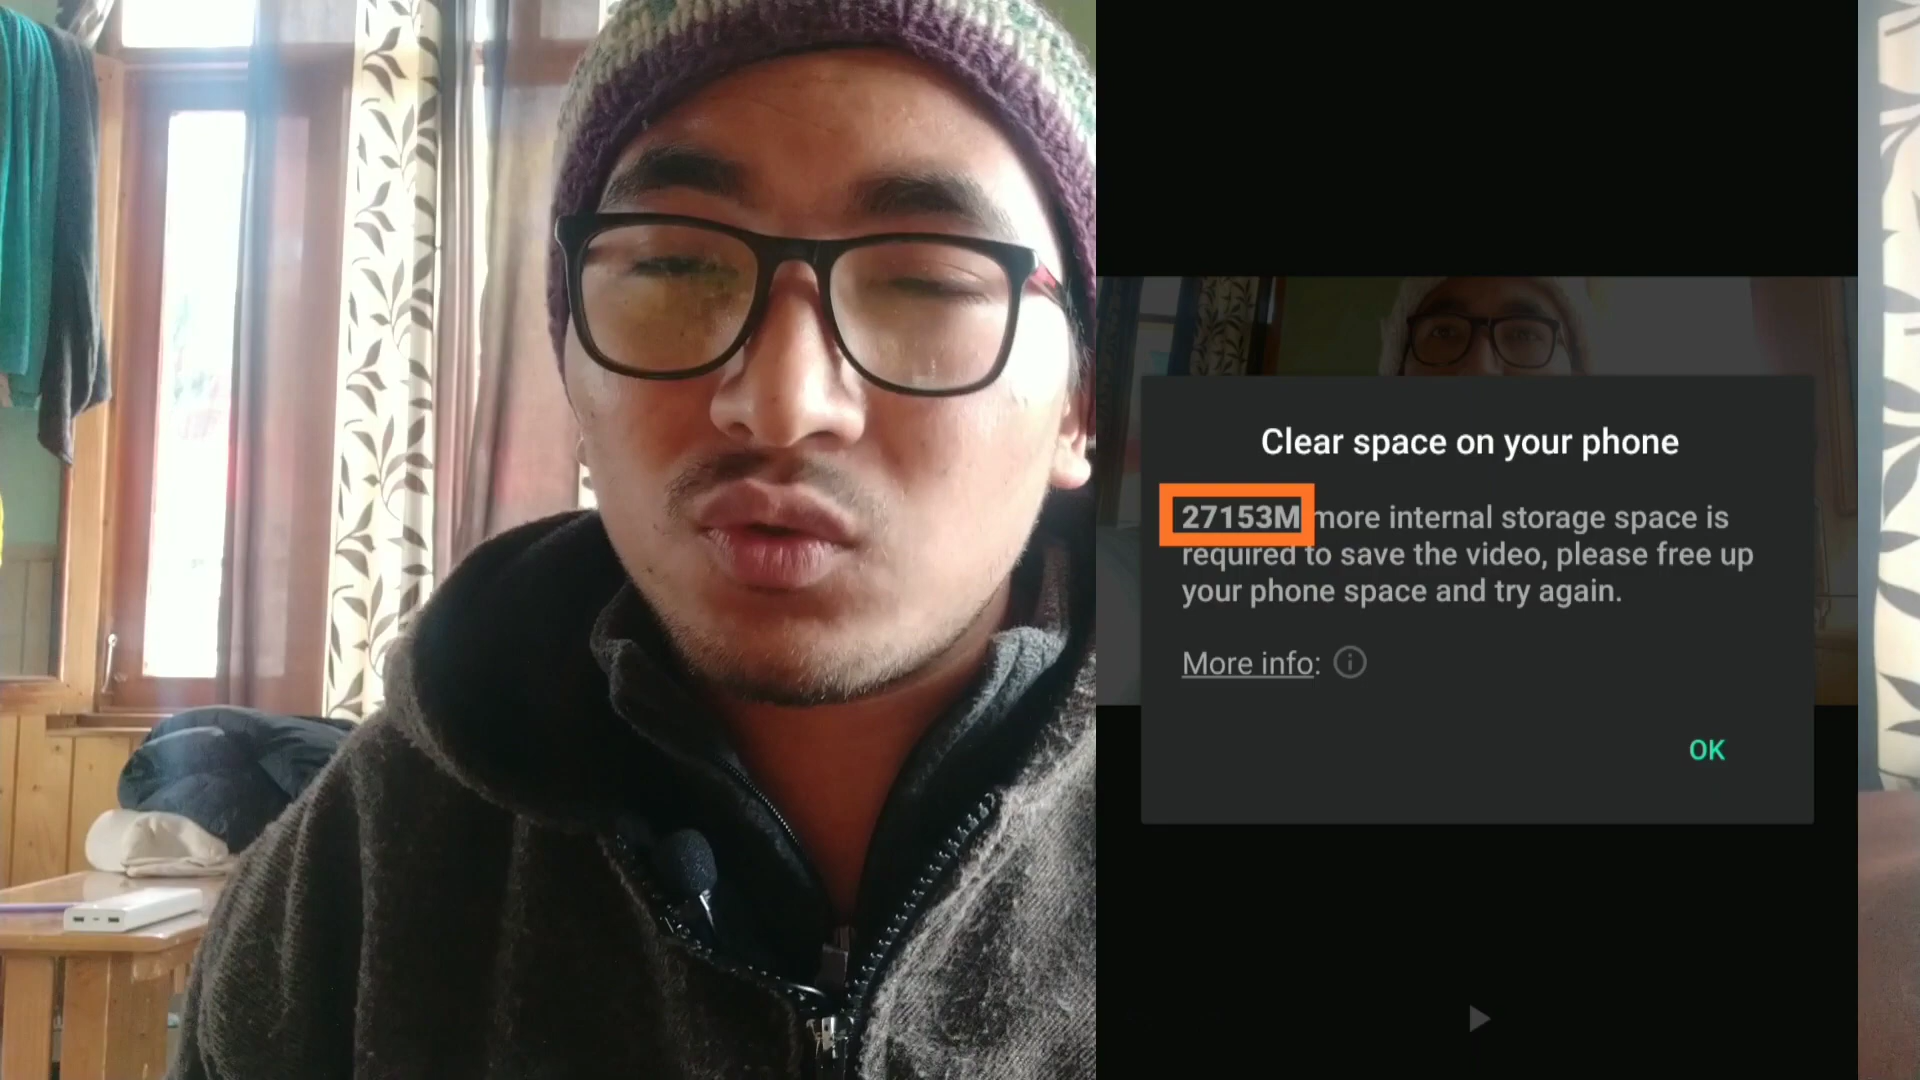 Clear space on your phone
27153M more internal storage space is
required to save the video, please free up
your phone space and try again.
More info:
OK